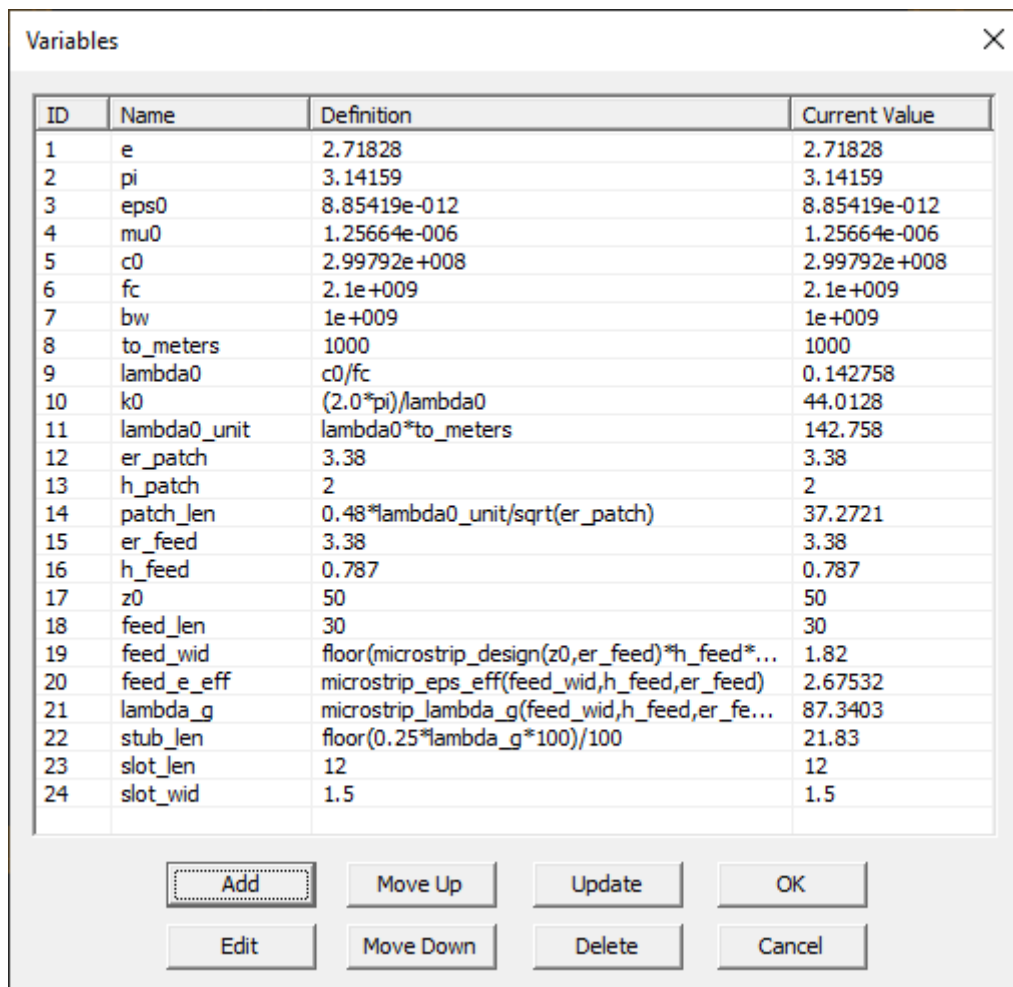 Variables
ID Name Definition Current Value
1 e 2.71828 2.71828
2 pi 3.14159 3.14159
3 eps0 8.85419e-012 8.85419e-012
4 mu0 1.25664e-006 1.25664e-006
5 c0 2.99792e+008 2.99792e+008
6 fc 2.1e+009 2.1e+009
7 bw 1e+009 1e+009
8 to_meters 1000 1000
9 lambda0 c0/fc 0.142758
10 k0 (2.0*pi)/lambda0 44.0128
11 lambda0_unit lambda0*to_meters 142.758
12 er_patch 3.38 3.38
13 h_patch 2 2
14 patch_len 0.48*lambda0_unit/sqrt(er_patch) 37.2721
15 er_feed 3.38 3.38
16 h_feed 0.787 0.787
17 z0 50 50
18 feed_len 30 30
19 feed_wid floor(microstrip_design(z0,er_feed)*h_feed*... 1.82
20 feed_e_eff microstrip_eps_eff(feed_wid,h_feed,er_feed) 2.67532
21 lambda_g microstrip_lambda_g(feed_wid,h_feed,er_fe... 87.3403
22 stub_len floor(0.25*lambda_g*100)/100 21.83
23 slot_len 12 12
24 slot_wid 1.5 1.5
Add Move Up Update OK
Edit Move Down Delete Cancel